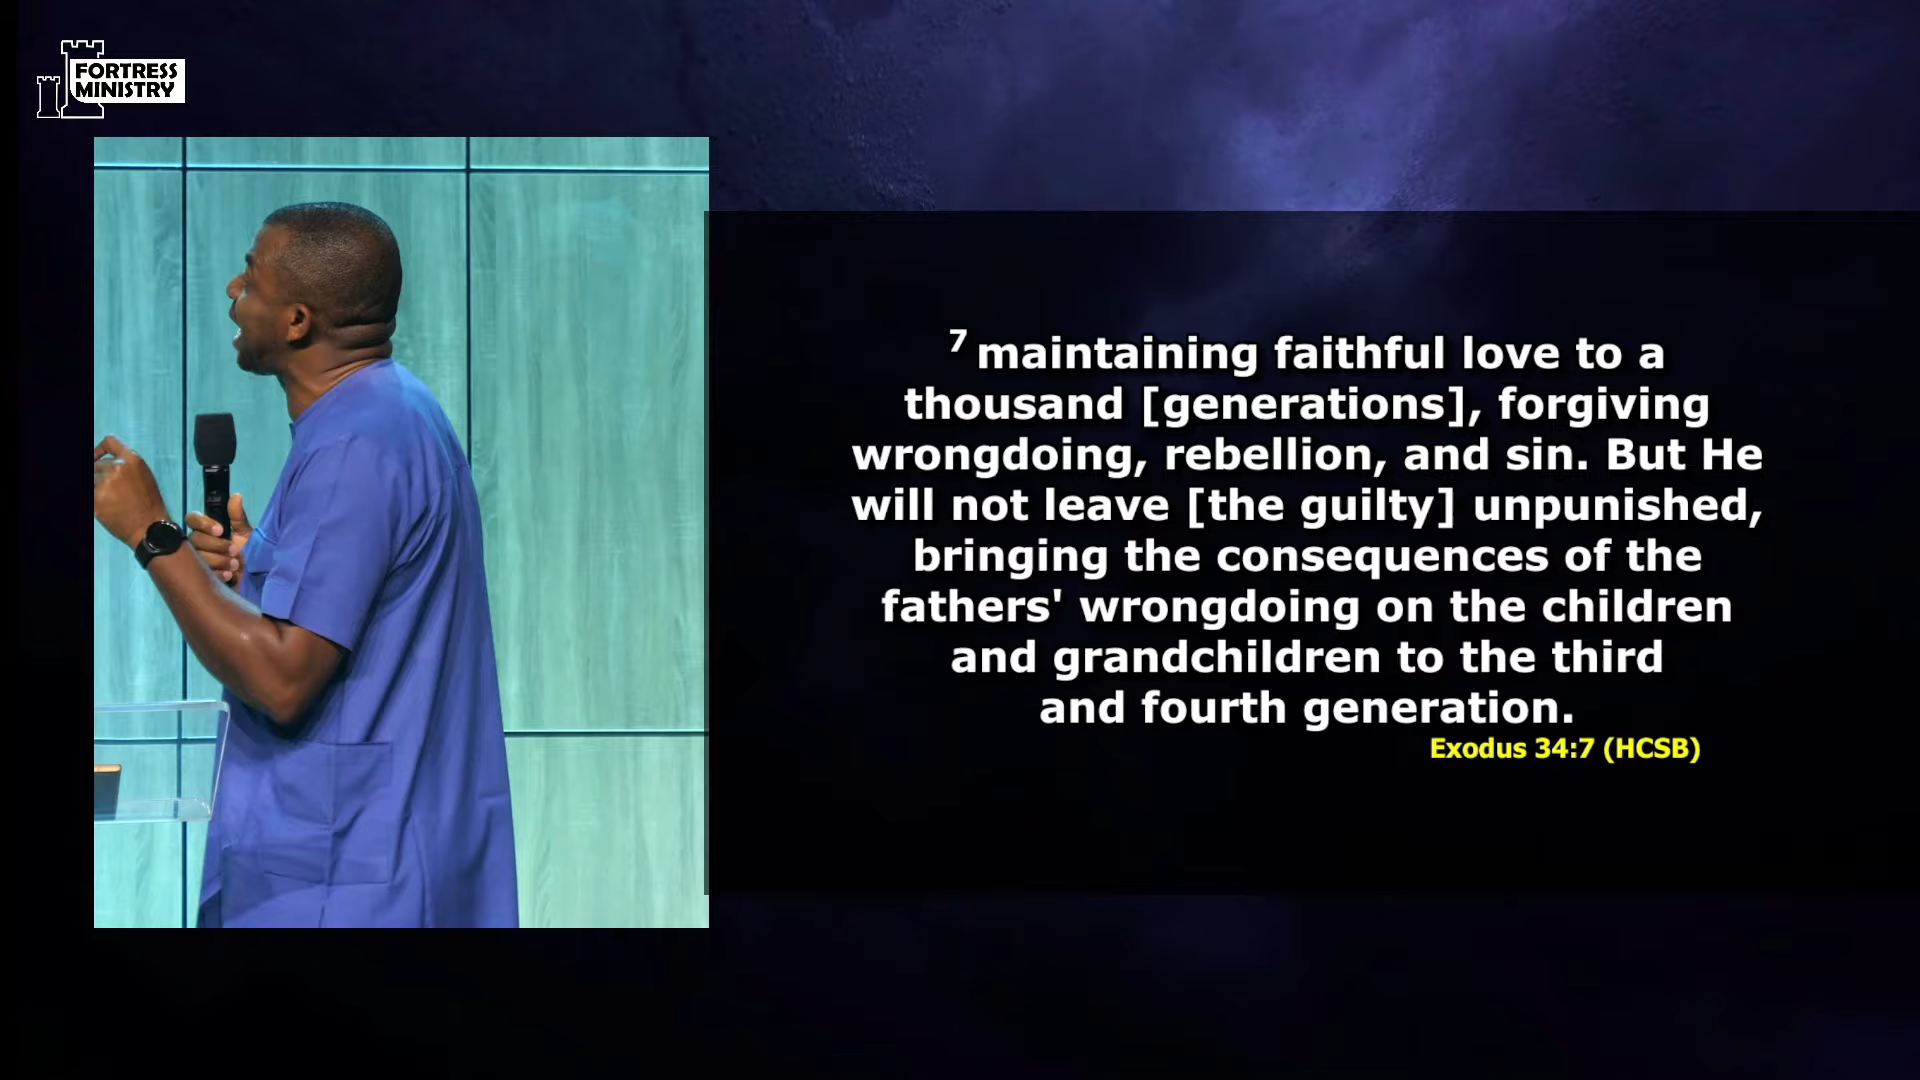 FORTRESS
MINISTRY
7 maintaining faithful love to a
thousand [generations], forgiving
wrongdoing, rebellion, and sin. But He
will not leave [the guilty] unpunished,
bringing the consequences of the
fathers' wrongdoing on the children
and grandchildren to the third
and fourth generation.
Exodus 34:7 (HCSB)